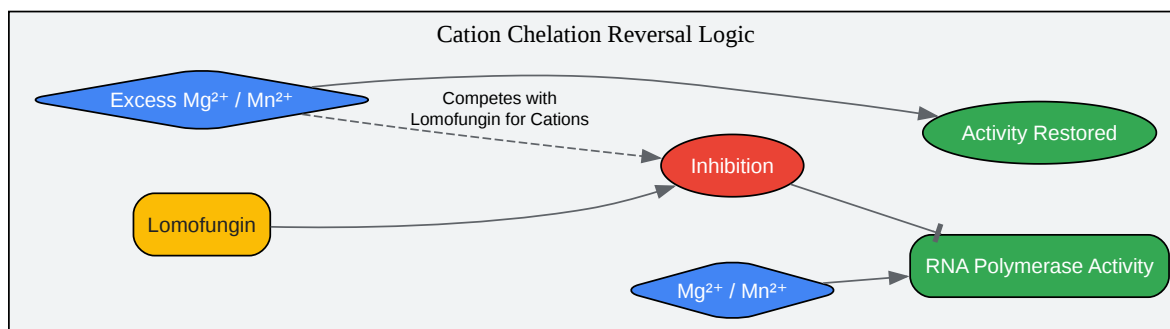 Cation Chelation Reversal Logic
Excess Mg²⁺ / Mn²⁺
Competes with
Lomofungin for Cations
Activity Restored
Inhibition
Lomofungin
RNA Polymerase Activity
Mg²⁺ / Mn²⁺